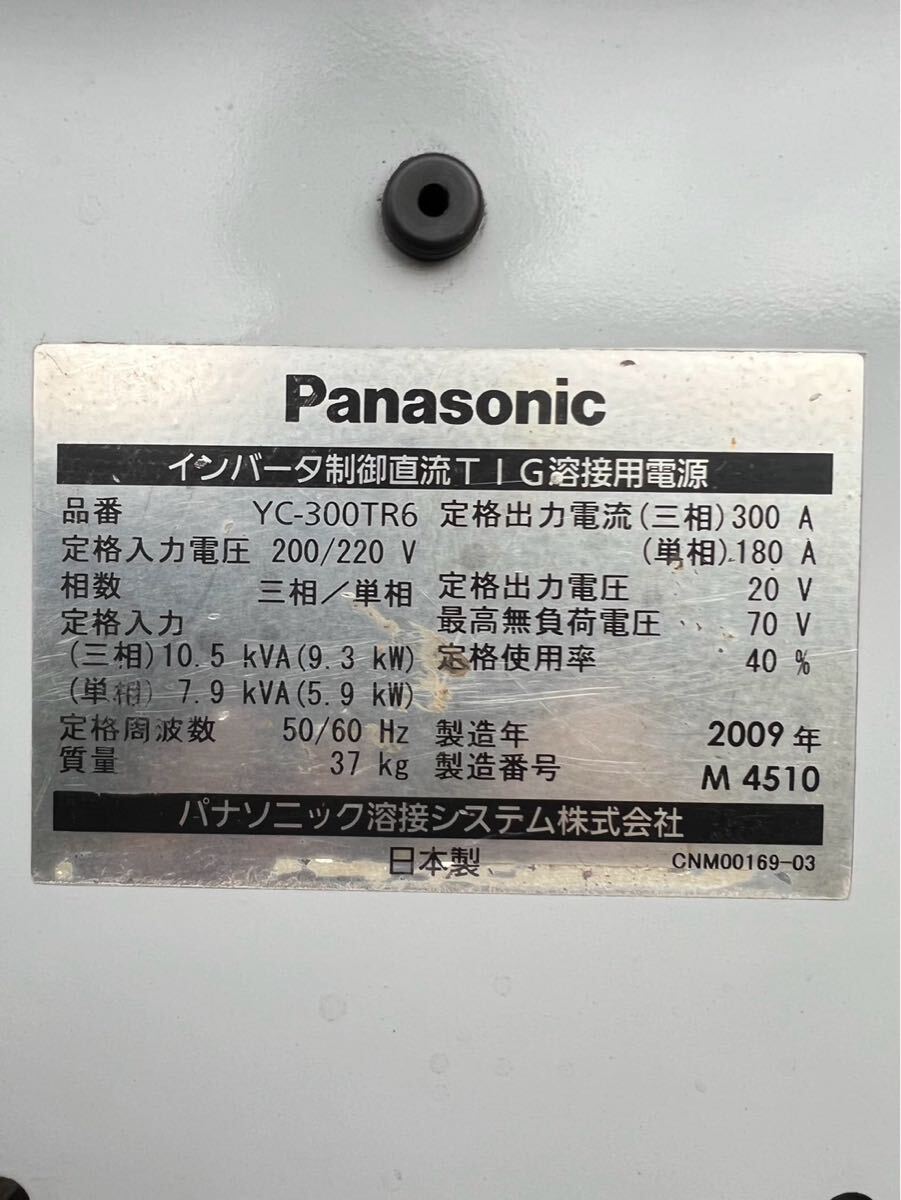 Panasonic
インバータ制御直流TIG溶接用電源
品番 YC-300TR6 定格出力電流(三相)300 A
定格入力電圧 200/220 V (単相)180 A
相数 三相/単相 定格出力電圧 20 V
定格入力 最高無負荷電圧 70 V
(三相)10.5 kVA(9.3 kW) 定格使用率 40 %
(単相) 7.9 kVA(5.9 kW)
定格周波数 50/60 Hz 製造年 2009年
質量 37 kg 製造番号 M 4510
パナソニック溶接システム株式会社
日本製 CNM00169-03